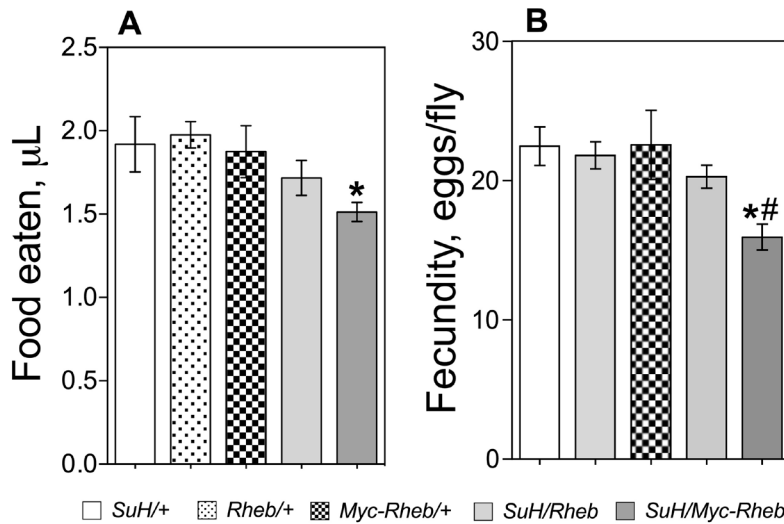 A
Food eaten, μL
2.5
2.0
1.5
1.0
0.5
0.0
*
B
Fecundity, eggs/fly
30
20
10
0
*#
SuH/+ Rheb/+ Myc-Rheb/+ SuH/Rheb SuH/Myc-Rheb